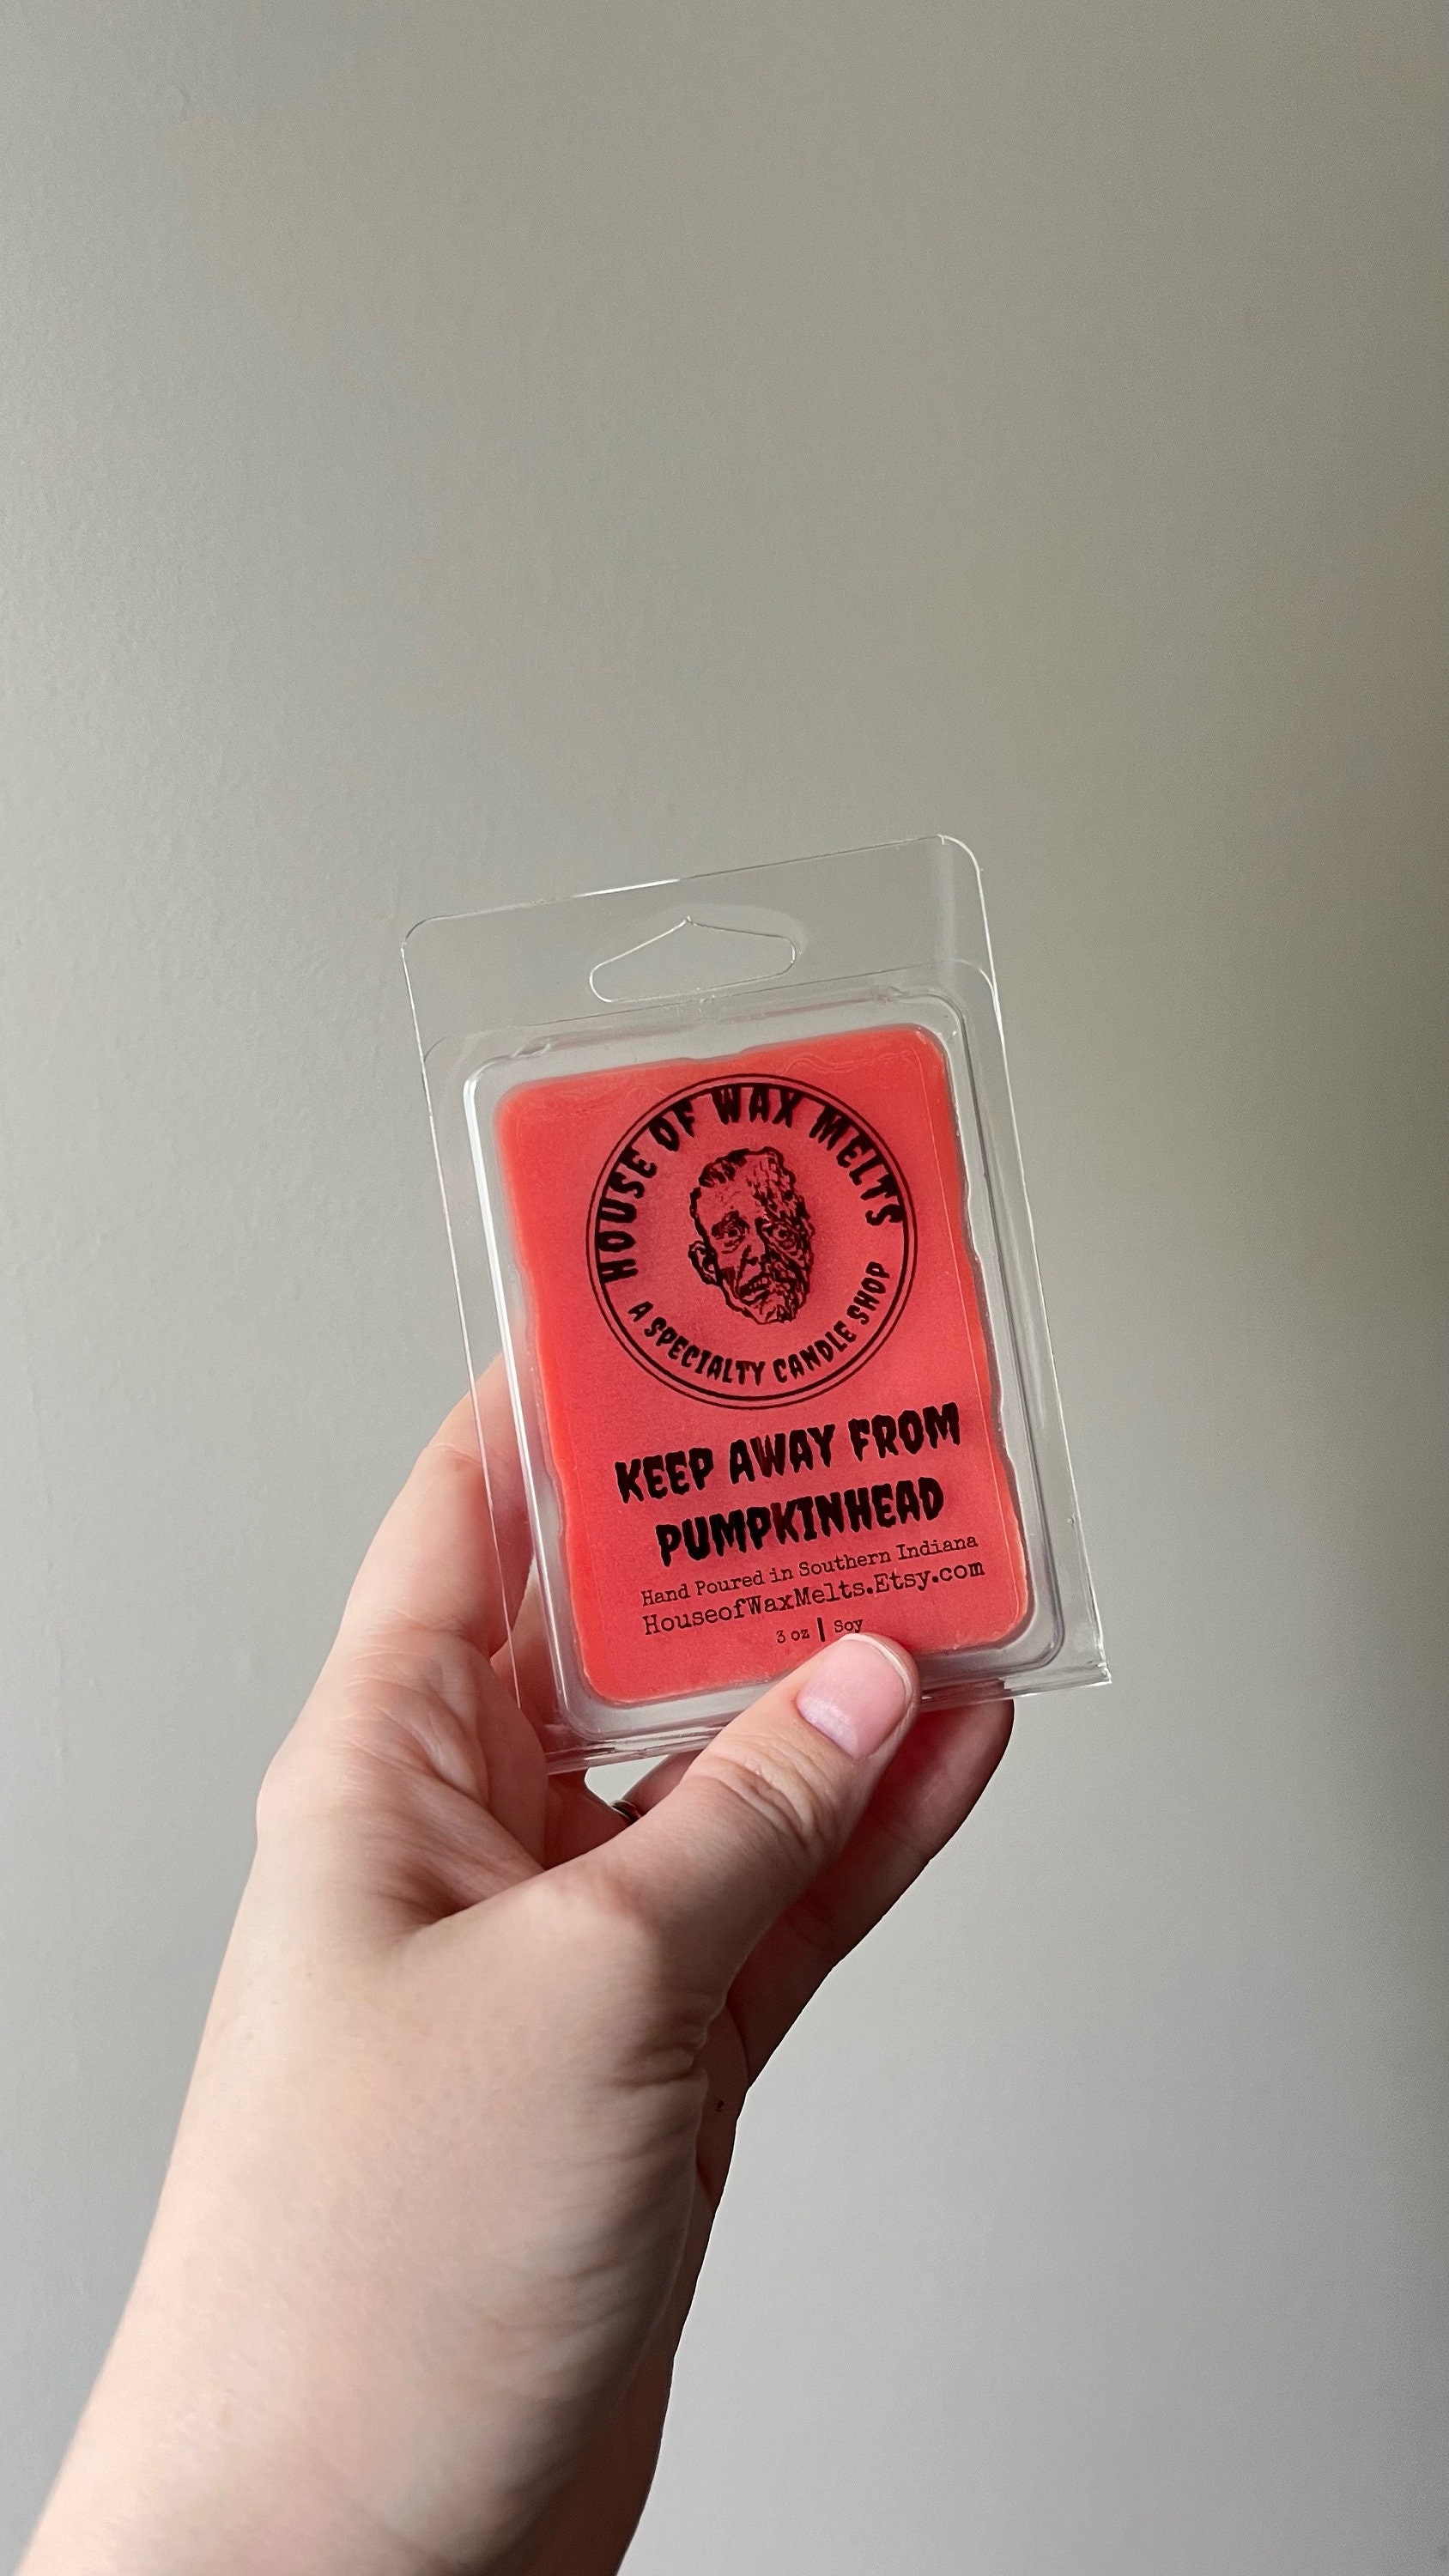 HOUSE OF WAX MELTS
A SPECIALTY CANDLE SHOP
KEEP AWAY FROM
PUMPKINHEAD
Hand Poured in Southern Indiana
HouseofWaxMelts.Etsy.com
3 oz | Soy